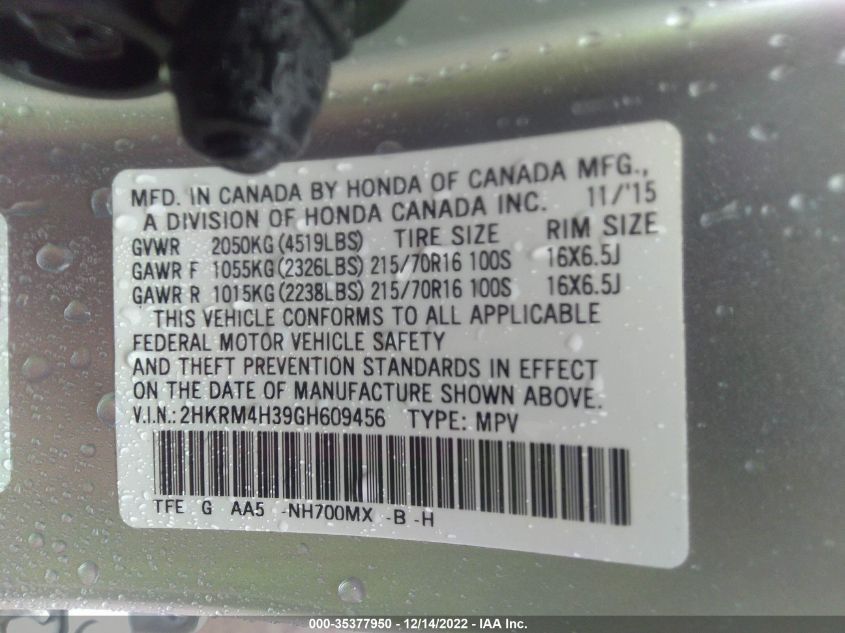 MFD. IN CANADA BY HONDA OF CANADA MFG.,
A DIVISION OF HONDA CANADA INC. 11/'15
GVWR 2050KG (4519LBS) TIRE SIZE RIM SIZE
GAWR F 1055KG (2326LBS) 215/70R16 100S 16X6.5J
GAWR R 1015KG (2238LBS) 215/70R16 100S 16X6.5J
THIS VEHICLE CONFORMS TO ALL APPLICABLE
FEDERAL MOTOR VEHICLE SAFETY
AND THEFT PREVENTION STANDARDS IN EFFECT
ON THE DATE OF MANUFACTURE SHOWN ABOVE.
V.I.N.: 2HKRM4H39GH609456 TYPE: MPV
TFE G AA5 -NH700MX -B -H
000-35377950 - 12/14/2022 - IAA Inc.